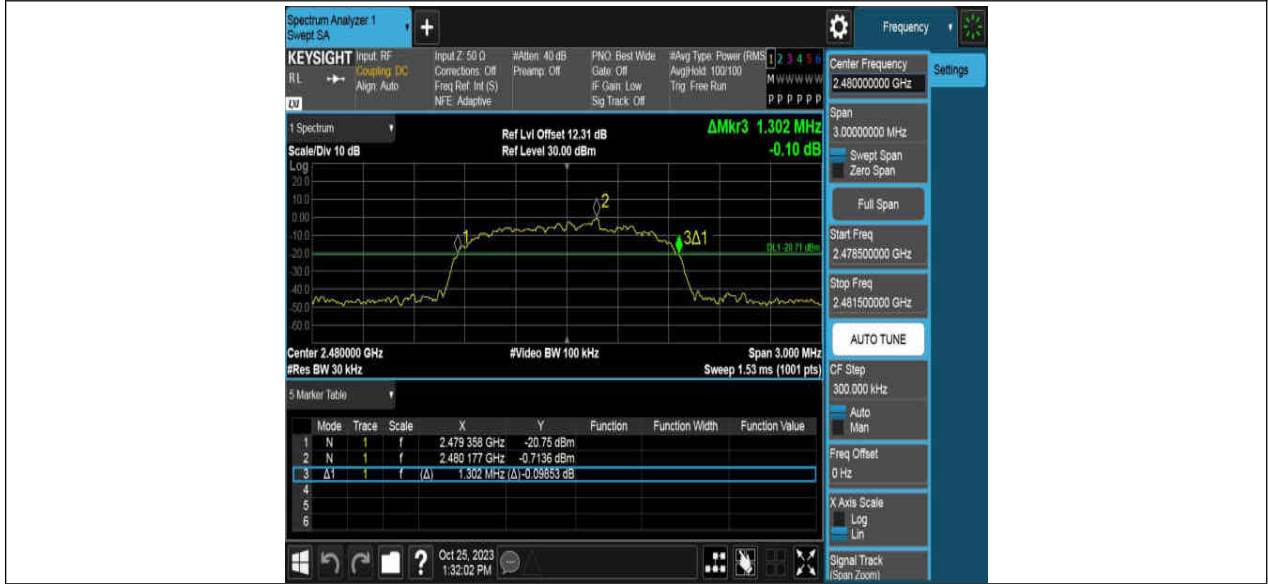 Spectrum Analyzer 1
Swept SA
+
Frequency
KEYSIGHT
RL
LV
Input: RF
Coupling: DC
Align: Auto
Input Z: 50 Ω
Corrections: Off
Freq Ref: Int (S)
NFE: Adaptive
#Atten: 40 dB
Preamp: Off
PNO: Best Wide
Gate: Off
IF Gain: Low
Sig Track: Off
#Avg Type: Power (RMS
Avg|Hold: 100/100
Trig: Free Run
1 2 3 4 5 6
M W W W W W
P P P P P P
1 Spectrum
Scale/Div 10 dB
Ref Lvl Offset 12.31 dB
Ref Level 30.00 dBm
ΔMkr3 1.302 MHz
-0.10 dB
Log
20.0
10.0
0.00
-10.0
-20.0
-30.0
-40.0
-50.0
-60.0
1
2
3Δ1
DL1 -20.71 dBm
Center 2.480000 GHz
#Video BW 100 kHz
Span 3.000 MHz
#Res BW 30 kHz
Sweep 1.53 ms (1001 pts)
5 Marker Table
Mode Trace Scale X Y Function Function Width Function Value
1 N 1 f 2.479 358 GHz -20.75 dBm
2 N 1 f 2.480 177 GHz -0.7136 dBm
3 Δ1 1 f (Δ) 1.302 MHz (Δ) -0.09853 dB
4
5
6
?
Oct 25, 2023
1:32:02 PM
Center Frequency
2.480000000 GHz
Settings
Span
3.00000000 MHz
Swept Span
Zero Span
Full Span
Start Freq
2.478500000 GHz
Stop Freq
2.481500000 GHz
AUTO TUNE
CF Step
300.000 kHz
Auto
Man
Freq Offset
0 Hz
X Axis Scale
Log
Lin
Signal Track
(Span Zoom)